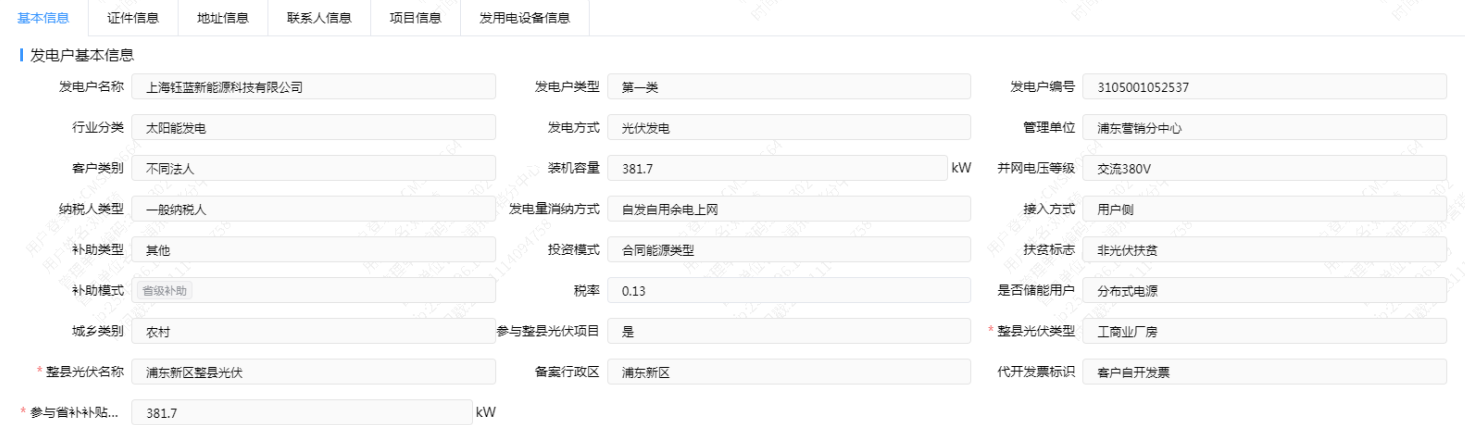 基本信息 证件信息 地址信息 联系人信息 项目信息 发用电设备信息
发电户基本信息
发电户名称 上海钰蓝新能源科技有限公司 发电户类型 第一类 发电户编号 3105001052537
行业分类 太阳能发电 发电方式 光伏发电 管理单位 浦东营销分中心
客户类别 不同法人 装机容量 381.7 kW 并网电压等级 交流380V
纳税人类型 一般纳税人 发电量消纳方式 自发自用余电上网 接入方式 用户侧
补助类型 其他 投资模式 合同能源类型 扶贫标志 非光伏扶贫
补助模式 省级补助 税率 0.13 是否储能用户 分布式电源
城乡类别 农村 参与整县光伏项目 是 * 整县光伏类型 工商业厂房
* 整县光伏名称 浦东新区整县光伏 备案行政区 浦东新区 代开发票标识 客户自开发票
* 参与省补补贴... 381.7 kW